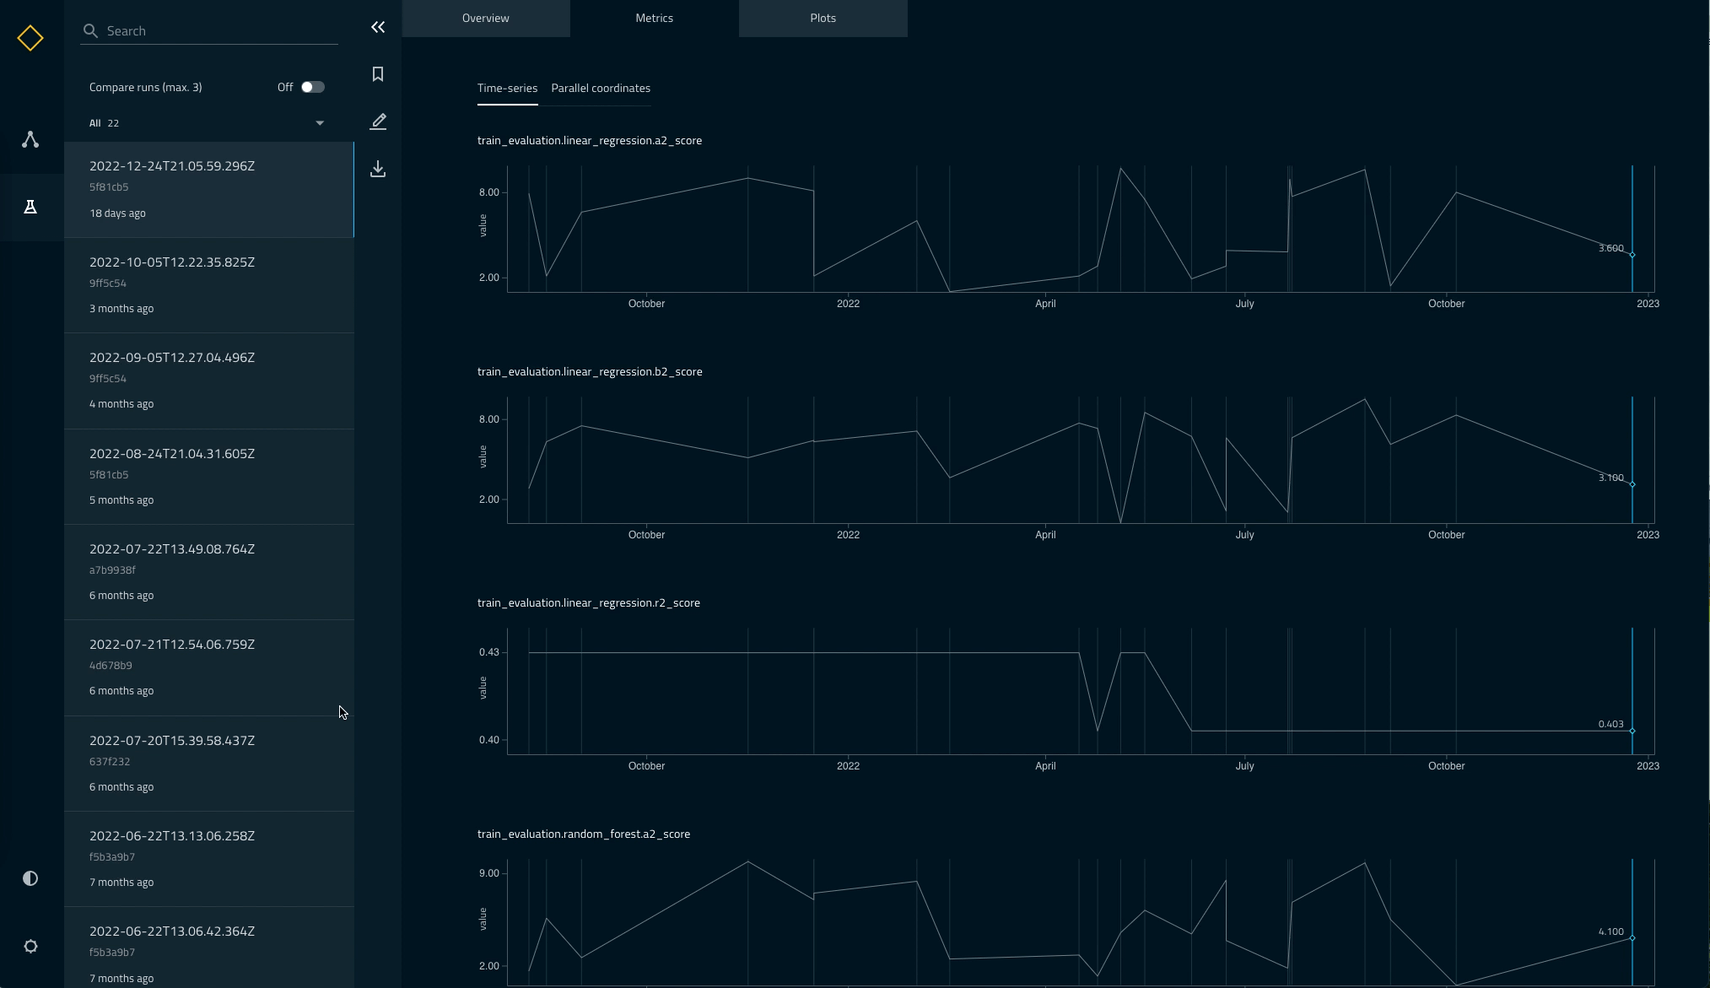 Search
Compare runs (max. 3) Off
All 22
2022-12-24T21.05.59.296Z
5f81cb5
18 days ago
2022-10-05T12.22.35.825Z
9ff5c54
3 months ago
2022-09-05T12.27.04.496Z
9ff5c54
4 months ago
2022-08-24T21.04.31.605Z
5f81cb5
5 months ago
2022-07-22T13.49.08.764Z
a7b9938f
6 months ago
2022-07-21T12.54.06.759Z
4d678b9
6 months ago
2022-07-20T15.39.58.437Z
637f232
6 months ago
2022-06-22T13.13.06.258Z
f5b3a9b7
7 months ago
2022-06-22T13.06.42.364Z
f5b3a9b7
7 months ago
Overview Metrics Plots
Time-series Parallel coordinates
train_evaluation.linear_regression.a2_score
8.00
value
3.600
2.00
October 2022 April July October 2023
train_evaluation.linear_regression.b2_score
8.00
value
3.100
2.00
October 2022 April July October 2023
train_evaluation.linear_regression.r2_score
0.43
value
0.403
0.40
October 2022 April July October 2023
train_evaluation.random_forest.a2_score
9.00
value
4.100
2.00